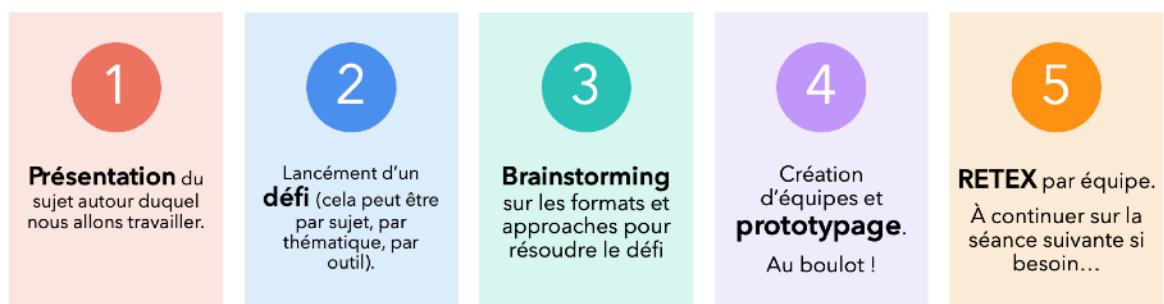 1
Présentation du
sujet autour duquel
nous allons travailler.
2
Lancément d'un
défi (cela peut être
par sujet, par
thématique, par
outil).
3
Brainstorming
sur les formats et
approches pour
résoudre le défi
4
Création
d'équipes et
prototypage.
Au boulot !
5
RETEX par équipe.
À continuer sur la
séance suivante si
besoin...